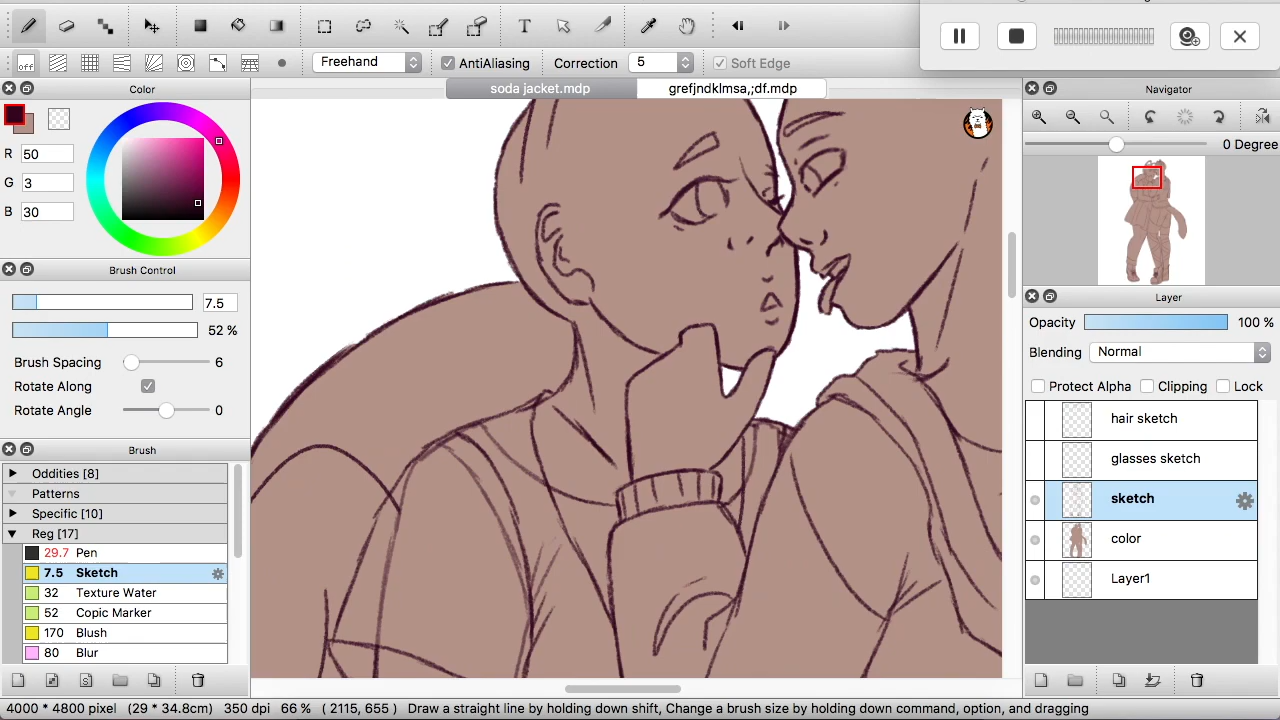 T
off
Freehand
AntiAliasing
Correction
5
Soft Edge
soda jacket.mdp
grefjndklmsa,;df.mdp
Color
R 50
G 3
B 30
Brush Control
7.5
52 %
Brush Spacing 6
Rotate Along
Rotate Angle 0
Brush
Oddities [8]
Patterns
Specific [10]
Reg [17]
29.7 Pen
7.5 Sketch
32 Texture Water
52 Copic Marker
170 Blush
80 Blur
Navigator
0 Degree
Layer
Opacity 100 %
Blending Normal
Protect Alpha Clipping Lock
hair sketch
glasses sketch
sketch
color
Layer1
4000 * 4800 pixel (29 * 34.8cm) 350 dpi 66 % ( 2115, 655 ) Draw a straight line by holding down shift, Change a brush size by holding down command, option, and dragging